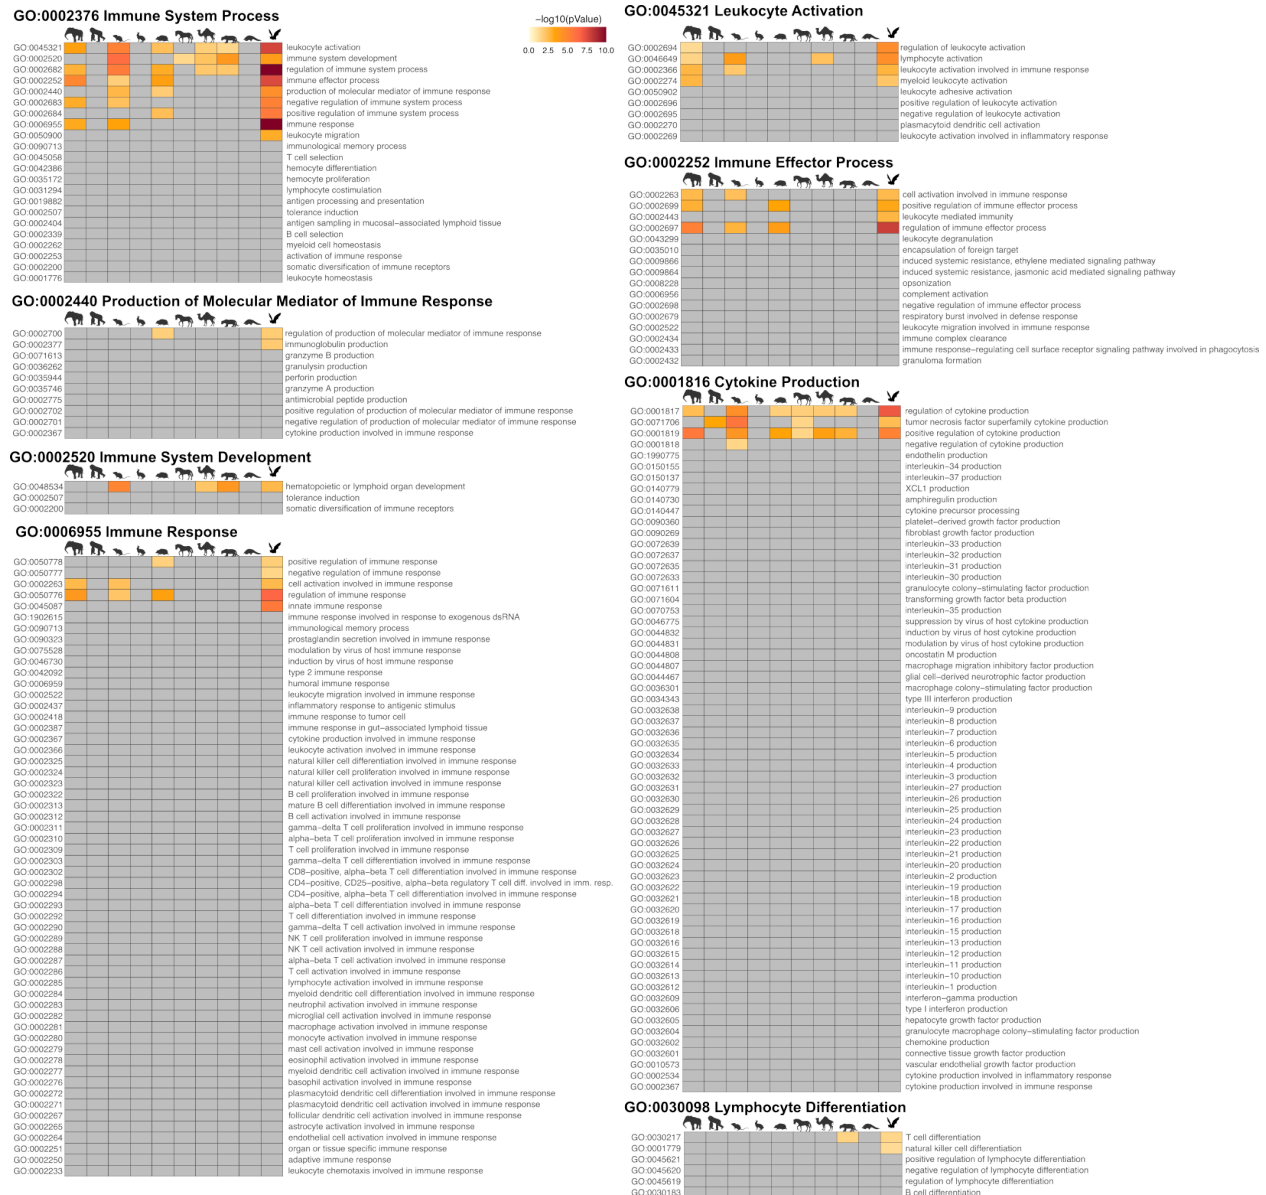 GO:0002376 Immune System Process
−log10(pValue)
0.0 2.5 5.0 7.5 10.0
GO:0045321 leukocyte activation
GO:0002520 immune system development
GO:0002682 regulation of immune system process
GO:0002252 immune effector process
GO:0002440 production of molecular mediator of immune response
GO:0002683 negative regulation of immune system process
GO:0002684 positive regulation of immune system process
GO:0006955 immune response
GO:0050900 leukocyte migration
GO:0090713 immunological memory process
GO:0045058 T cell selection
GO:0042386 hemocyte differentiation
GO:0035172 hemocyte proliferation
GO:0031294 lymphocyte costimulation
GO:0019882 antigen processing and presentation
GO:0002507 tolerance induction
GO:0002404 antigen sampling in mucosal−associated lymphoid tissue
GO:0002339 B cell selection
GO:0002262 myeloid cell homeostasis
GO:0002253 activation of immune response
GO:0002200 somatic diversification of immune receptors
GO:0001776 leukocyte homeostasis
GO:0002440 Production of Molecular Mediator of Immune Response
GO:0002700 regulation of production of molecular mediator of immune response
GO:0002377 immunoglobulin production
GO:0071613 granzyme B production
GO:0036262 granulysin production
GO:0035944 perforin production
GO:0035746 granzyme A production
GO:0002775 antimicrobial peptide production
GO:0002702 positive regulation of production of molecular mediator of immune response
GO:0002701 negative regulation of production of molecular mediator of immune response
GO:0002367 cytokine production involved in immune response
GO:0002520 Immune System Development
GO:0048534 hematopoietic or lymphoid organ development
GO:0002507 tolerance induction
GO:0002200 somatic diversification of immune receptors
GO:0006955 Immune Response
GO:0050778 positive regulation of immune response
GO:0050777 negative regulation of immune response
GO:0002263 cell activation involved in immune response
GO:0050776 regulation of immune response
GO:0045087 innate immune response
GO:1902615 immune response involved in response to exogenous dsRNA
GO:0090713 immunological memory process
GO:0090323 prostaglandin secretion involved in immune response
GO:0075528 modulation by virus of host immune response
GO:0046730 induction by virus of host immune response
GO:0042092 type 2 immune response
GO:0006959 humoral immune response
GO:0002522 leukocyte migration involved in immune response
GO:0002437 inflammatory response to antigenic stimulus
GO:0002418 immune response to tumor cell
GO:0002387 immune response in gut−associated lymphoid tissue
GO:0002367 cytokine production involved in immune response
GO:0002366 leukocyte activation involved in immune response
GO:0002325 natural killer cell differentiation involved in immune response
GO:0002324 natural killer cell proliferation involved in immune response
GO:0002323 natural killer cell activation involved in immune response
GO:0002322 B cell proliferation involved in immune response
GO:0002313 mature B cell differentiation involved in immune response
GO:0002312 B cell activation involved in immune response
GO:0002311 gamma−delta T cell proliferation involved in immune response
GO:0002310 alpha−beta T cell proliferation involved in immune response
GO:0002309 T cell proliferation involved in immune response
GO:0002303 gamma−delta T cell differentiation involved in immune response
GO:0002302 CD8−positive, alpha−beta T cell differentiation involved in immune response
GO:0002298 CD4−positive, CD25−positive, alpha−beta regulatory T cell diff. involved in imm. resp.
GO:0002294 CD4−positive, alpha−beta T cell differentiation involved in immune response
GO:0002293 alpha−beta T cell differentiation involved in immune response
GO:0002292 T cell differentiation involved in immune response
GO:0002290 gamma−delta T cell activation involved in immune response
GO:0002289 NK T cell proliferation involved in immune response
GO:0002288 NK T cell activation involved in immune response
GO:0002287 alpha−beta T cell activation involved in immune response
GO:0002286 T cell activation involved in immune response
GO:0002285 lymphocyte activation involved in immune response
GO:0002284 myeloid dendritic cell differentiation involved in immune response
GO:0002283 neutrophil activation involved in immune response
GO:0002282 microglial cell activation involved in immune response
GO:0002281 macrophage activation involved in immune response
GO:0002280 monocyte activation involved in immune response
GO:0002279 mast cell activation involved in immune response
GO:0002278 eosinophil activation involved in immune response
GO:0002277 myeloid dendritic cell activation involved in immune response
GO:0002276 basophil activation involved in immune response
GO:0002272 plasmacytoid dendritic cell differentiation involved in immune response
GO:0002271 plasmacytoid dendritic cell activation involved in immune response
GO:0002267 follicular dendritic cell activation involved in immune response
GO:0002265 astrocyte activation involved in immune response
GO:0002264 endothelial cell activation involved in immune response
GO:0002251 organ or tissue specific immune response
GO:0002250 adaptive immune response
GO:0002233 leukocyte chemotaxis involved in immune response
GO:0045321 Leukocyte Activation
GO:0002694 regulation of leukocyte activation
GO:0046649 lymphocyte activation
GO:0002366 leukocyte activation involved in immune response
GO:0002274 myeloid leukocyte activation
GO:0050902 leukocyte adhesive activation
GO:0002696 positive regulation of leukocyte activation
GO:0002695 negative regulation of leukocyte activation
GO:0002270 plasmacytoid dendritic cell activation
GO:0002269 leukocyte activation involved in inflammatory response
GO:0002252 Immune Effector Process
GO:0002263 cell activation involved in immune response
GO:0002699 positive regulation of immune effector process
GO:0002443 leukocyte mediated immunity
GO:0002697 regulation of immune effector process
GO:0043299 leukocyte degranulation
GO:0035010 encapsulation of foreign target
GO:0009866 induced systemic resistance, ethylene mediated signaling pathway
GO:0009864 induced systemic resistance, jasmonic acid mediated signaling pathway
GO:0008228 opsonization
GO:0006956 complement activation
GO:0002698 negative regulation of immune effector process
GO:0002679 respiratory burst involved in defense response
GO:0002522 leukocyte migration involved in immune response
GO:0002434 immune complex clearance
GO:0002433 immune response−regulating cell surface receptor signaling pathway involved in phagocytosis
GO:0002432 granuloma formation
GO:0001816 Cytokine Production
GO:0001817 regulation of cytokine production
GO:0071706 tumor necrosis factor superfamily cytokine production
GO:0001819 positive regulation of cytokine production
GO:0001818 negative regulation of cytokine production
GO:1990775 endothelin production
GO:0150155 interleukin−34 production
GO:0150137 interleukin−37 production
GO:0140779 XCL1 production
GO:0140730 amphiregulin production
GO:0140447 cytokine precursor processing
GO:0090360 platelet−derived growth factor production
GO:0090269 fibroblast growth factor production
GO:0072639 interleukin−33 production
GO:0072637 interleukin−32 production
GO:0072635 interleukin−31 production
GO:0072633 interleukin−30 production
GO:0071611 granulocyte colony−stimulating factor production
GO:0071604 transforming growth factor beta production
GO:0070753 interleukin−35 production
GO:0046775 suppression by virus of host cytokine production
GO:0044832 induction by virus of host cytokine production
GO:0044831 modulation by virus of host cytokine production
GO:0044808 oncostatin M production
GO:0044807 macrophage migration inhibitory factor production
GO:0044467 glial cell−derived neurotrophic factor production
GO:0036301 macrophage colony−stimulating factor production
GO:0034343 type III interferon production
GO:0032638 interleukin−9 production
GO:0032637 interleukin−8 production
GO:0032636 interleukin−7 production
GO:0032635 interleukin−6 production
GO:0032634 interleukin−5 production
GO:0032633 interleukin−4 production
GO:0032632 interleukin−3 production
GO:0032631 interleukin−27 production
GO:0032630 interleukin−26 production
GO:0032629 interleukin−25 production
GO:0032628 interleukin−24 production
GO:0032627 interleukin−23 production
GO:0032626 interleukin−22 production
GO:0032625 interleukin−21 production
GO:0032624 interleukin−20 production
GO:0032623 interleukin−2 production
GO:0032622 interleukin−19 production
GO:0032621 interleukin−18 production
GO:0032620 interleukin−17 production
GO:0032619 interleukin−16 production
GO:0032618 interleukin−15 production
GO:0032616 interleukin−13 production
GO:0032615 interleukin−12 production
GO:0032614 interleukin−11 production
GO:0032613 interleukin−10 production
GO:0032612 interleukin−1 production
GO:0032609 interferon−gamma production
GO:0032606 type I interferon production
GO:0032605 hepatocyte growth factor production
GO:0032604 granulocyte macrophage colony−stimulating factor production
GO:0032602 chemokine production
GO:0032601 connective tissue growth factor production
GO:0010573 vascular endothelial growth factor production
GO:0002534 cytokine production involved in inflammatory response
GO:0002367 cytokine production involved in immune response
GO:0030098 Lymphocyte Differentiation
GO:0030217 T cell differentiation
GO:0001779 natural killer cell differentiation
GO:0045621 positive regulation of lymphocyte differentiation
GO:0045620 negative regulation of lymphocyte differentiation
GO:0045619 regulation of lymphocyte differentiation
GO:0030183 B cell differentiation